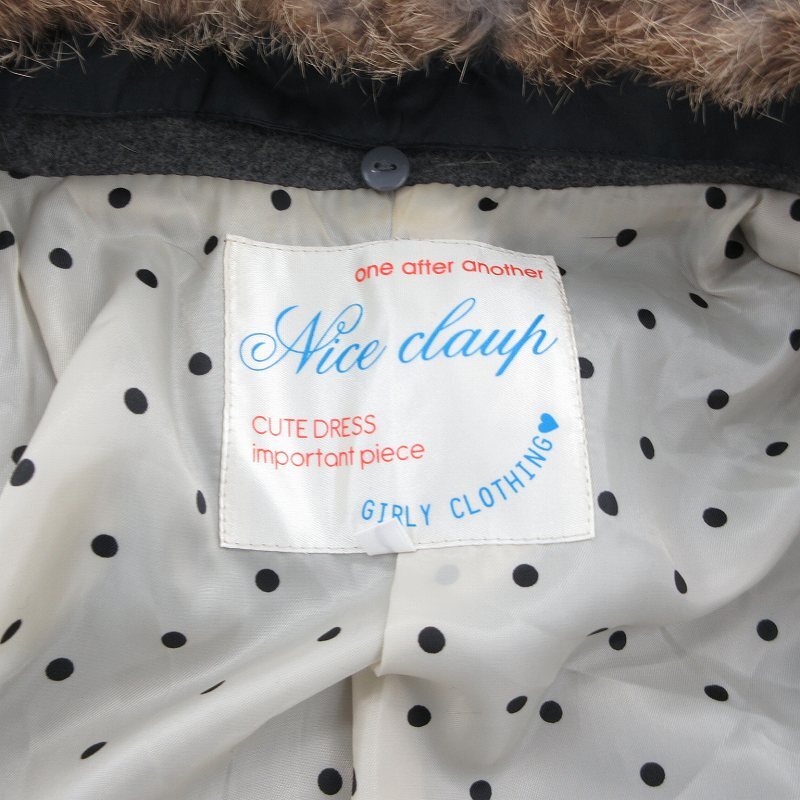 one after another
Nice claup
CUTE DRESS
important piece
GIRLY CLOTHING♥